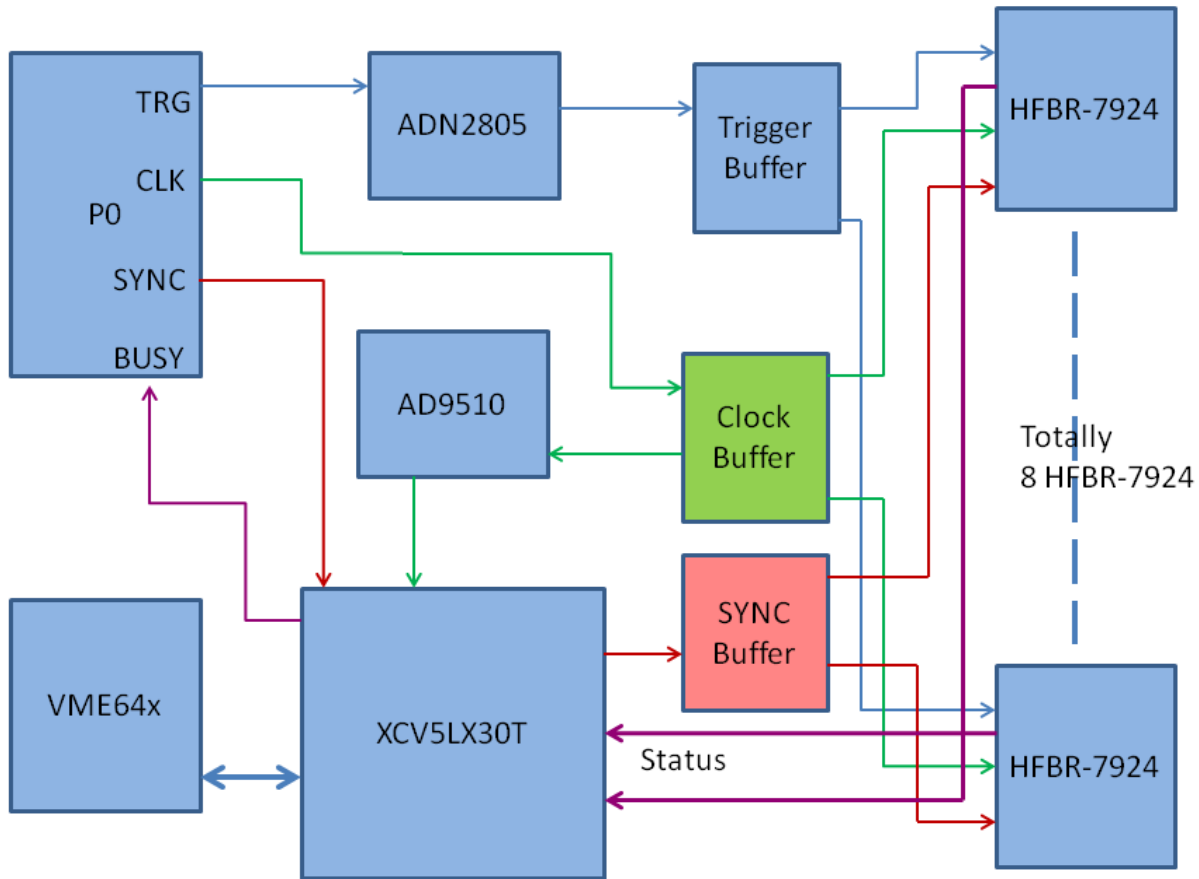 TRG
CLK
P0
SYNC
BUSY
ADN2805
Trigger
Buffer
HFBR-7924
AD9510
Clock
Buffer
Totally
8 HFBR-7924
SYNC
Buffer
VME64x
XCV5LX30T
Status
HFBR-7924